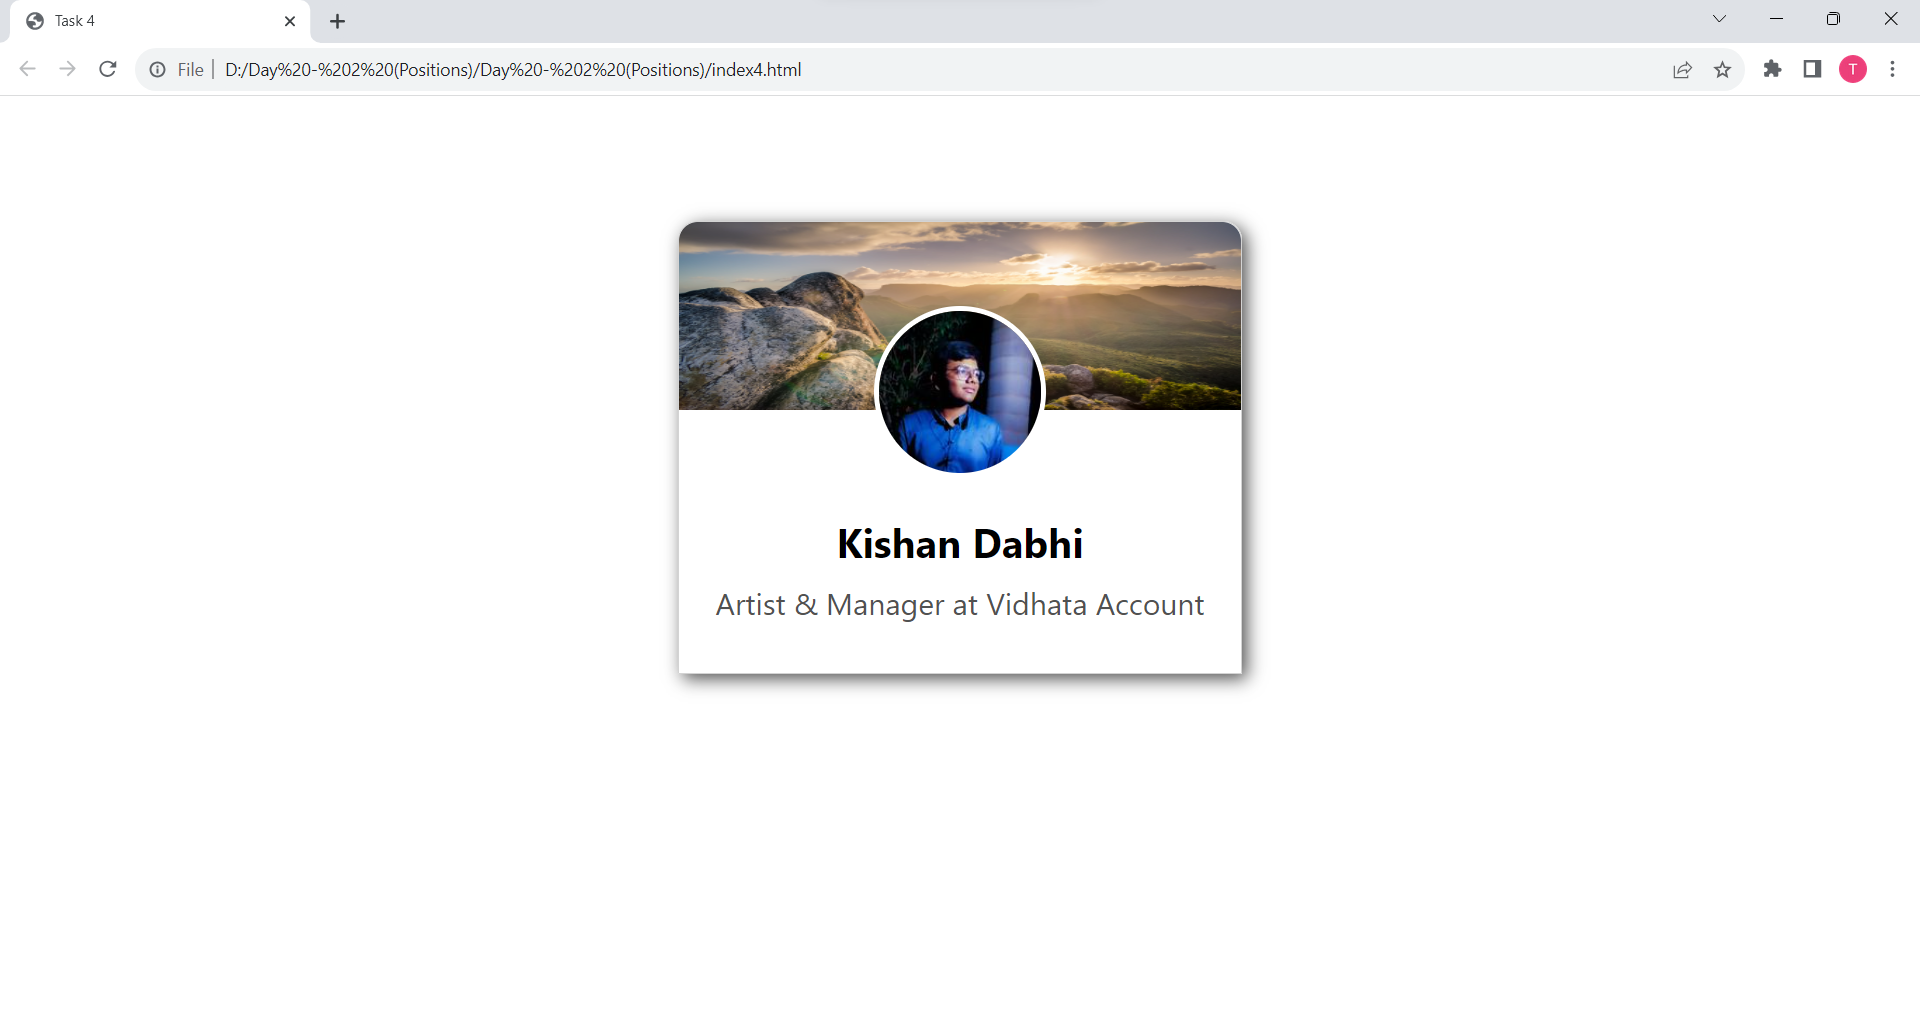 Task 4
File D:/Day%20-%202%20(Positions)/Day%20-%202%20(Positions)/index4.html
T
Kishan Dabhi
Artist & Manager at Vidhata Account